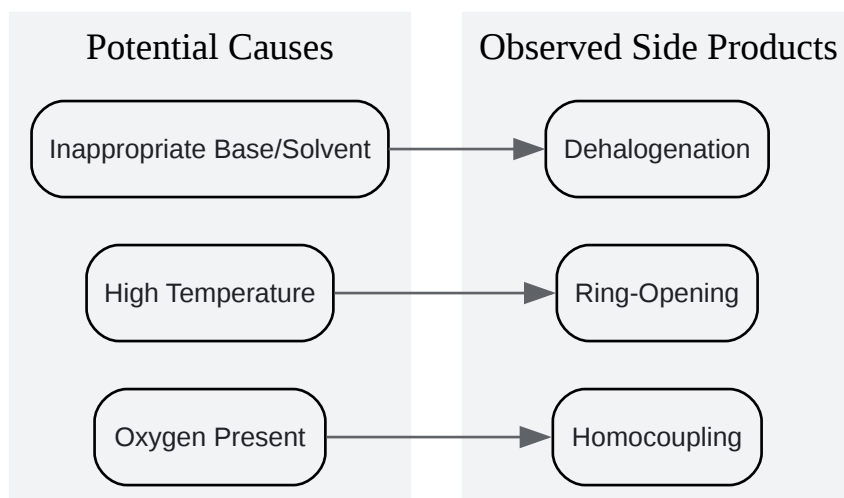 Potential Causes
Observed Side Products
Inappropriate Base/Solvent
Dehalogenation
High Temperature
Ring-Opening
Oxygen Present
Homocoupling